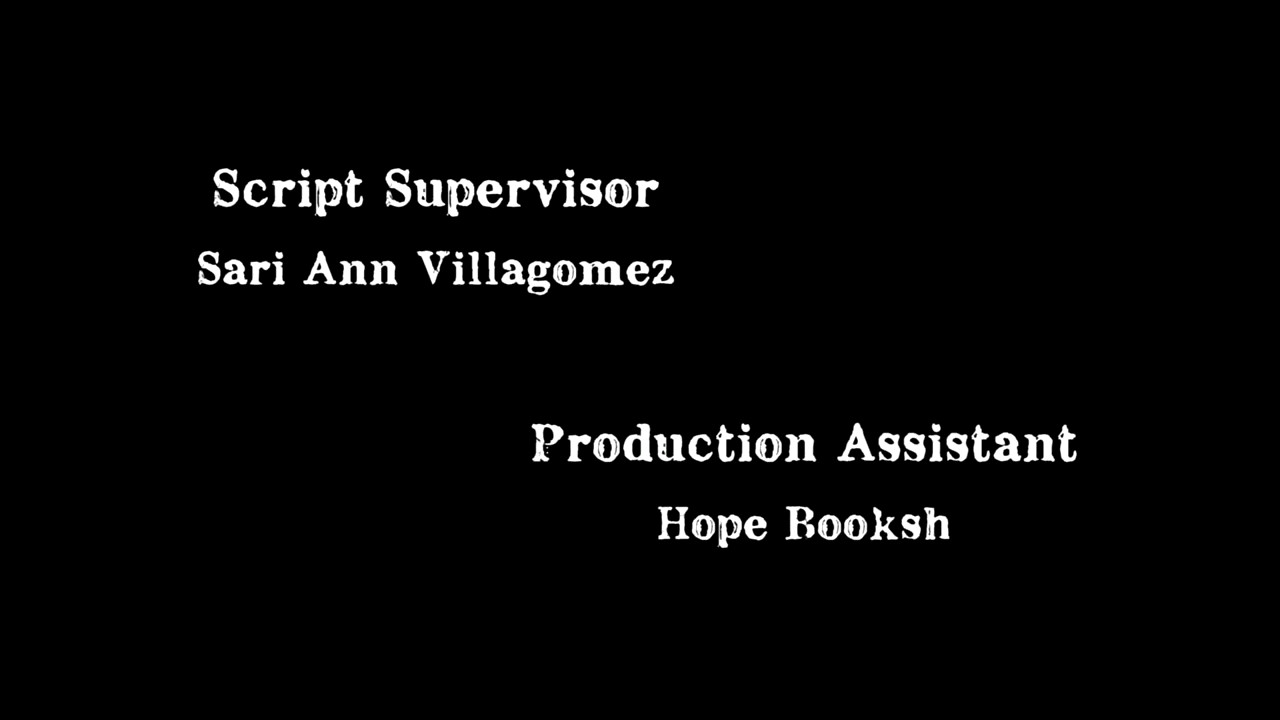 Script Supervisor
Sari Ann Villagomez
Production Assistant
Hope Booksh